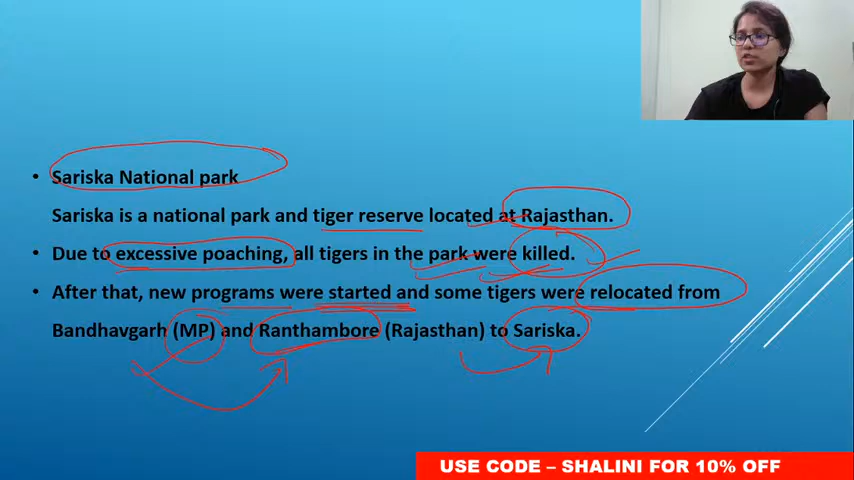 Sariska National park
Sariska is a national park and tiger reserve located at Rajasthan.
Due to excessive poaching, all tigers in the park were killed.
After that, new programs were started and some tigers were relocated from
Bandhavgarh (MP) and Ranthambore (Rajasthan) to Sariska.
USE CODE – SHALINI FOR 10% OFF